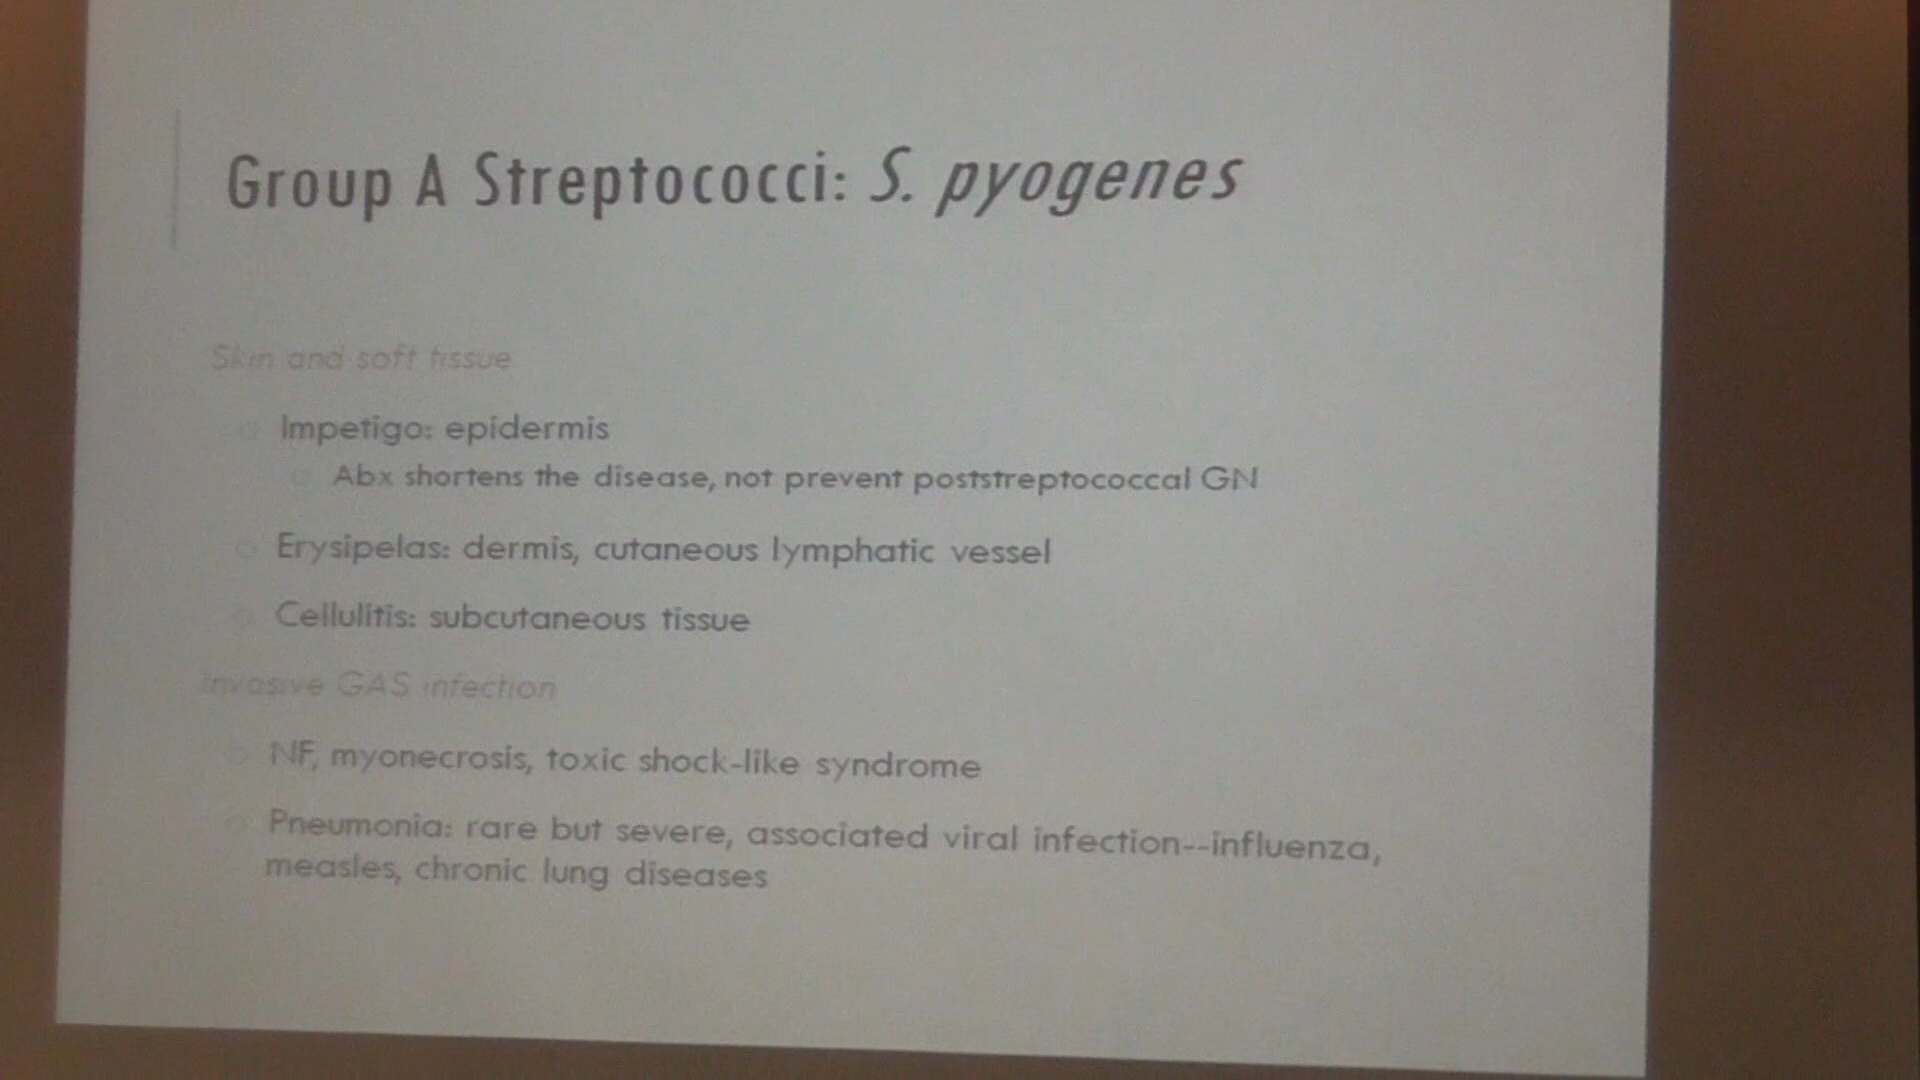 Group A Streptococci: S. pyogenes
Skin and soft tissue
Impetigo: epidermis
Abx shortens the disease, not prevent poststreptococcal GN
Erysipelas: dermis, cutaneous lymphatic vessel
Cellulitis: subcutaneous tissue
Invasive GAS infection
NF, myonecrosis, toxic shock-like syndrome
Pneumonia: rare but severe, associated viral infection--influenza,
measles, chronic lung diseases